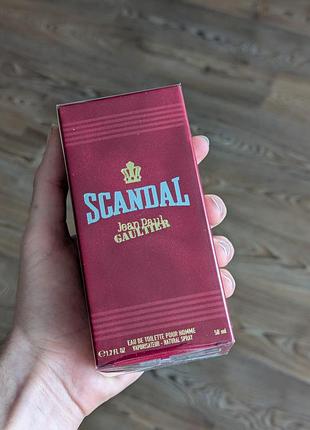 SCANDAL
Jean Paul
GAULTIER
EAU DE TOILETTE POUR HOMME
e 1.7 FL OZ VAPORISATEUR - NATURAL SPRAY 50 ml